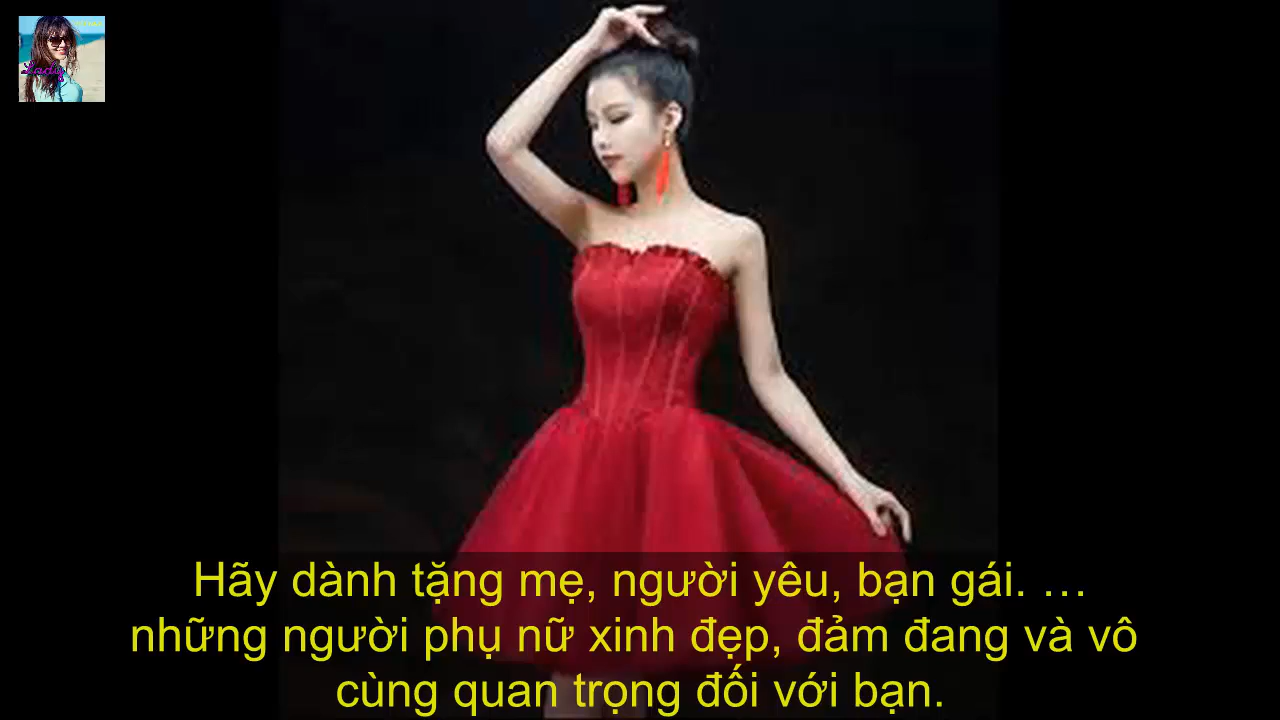 Lady
Hãy dành tặng mẹ, người yêu, bạn gái. …
những người phụ nữ xinh đẹp, đảm đang và vô
cùng quan trọng đối với bạn.